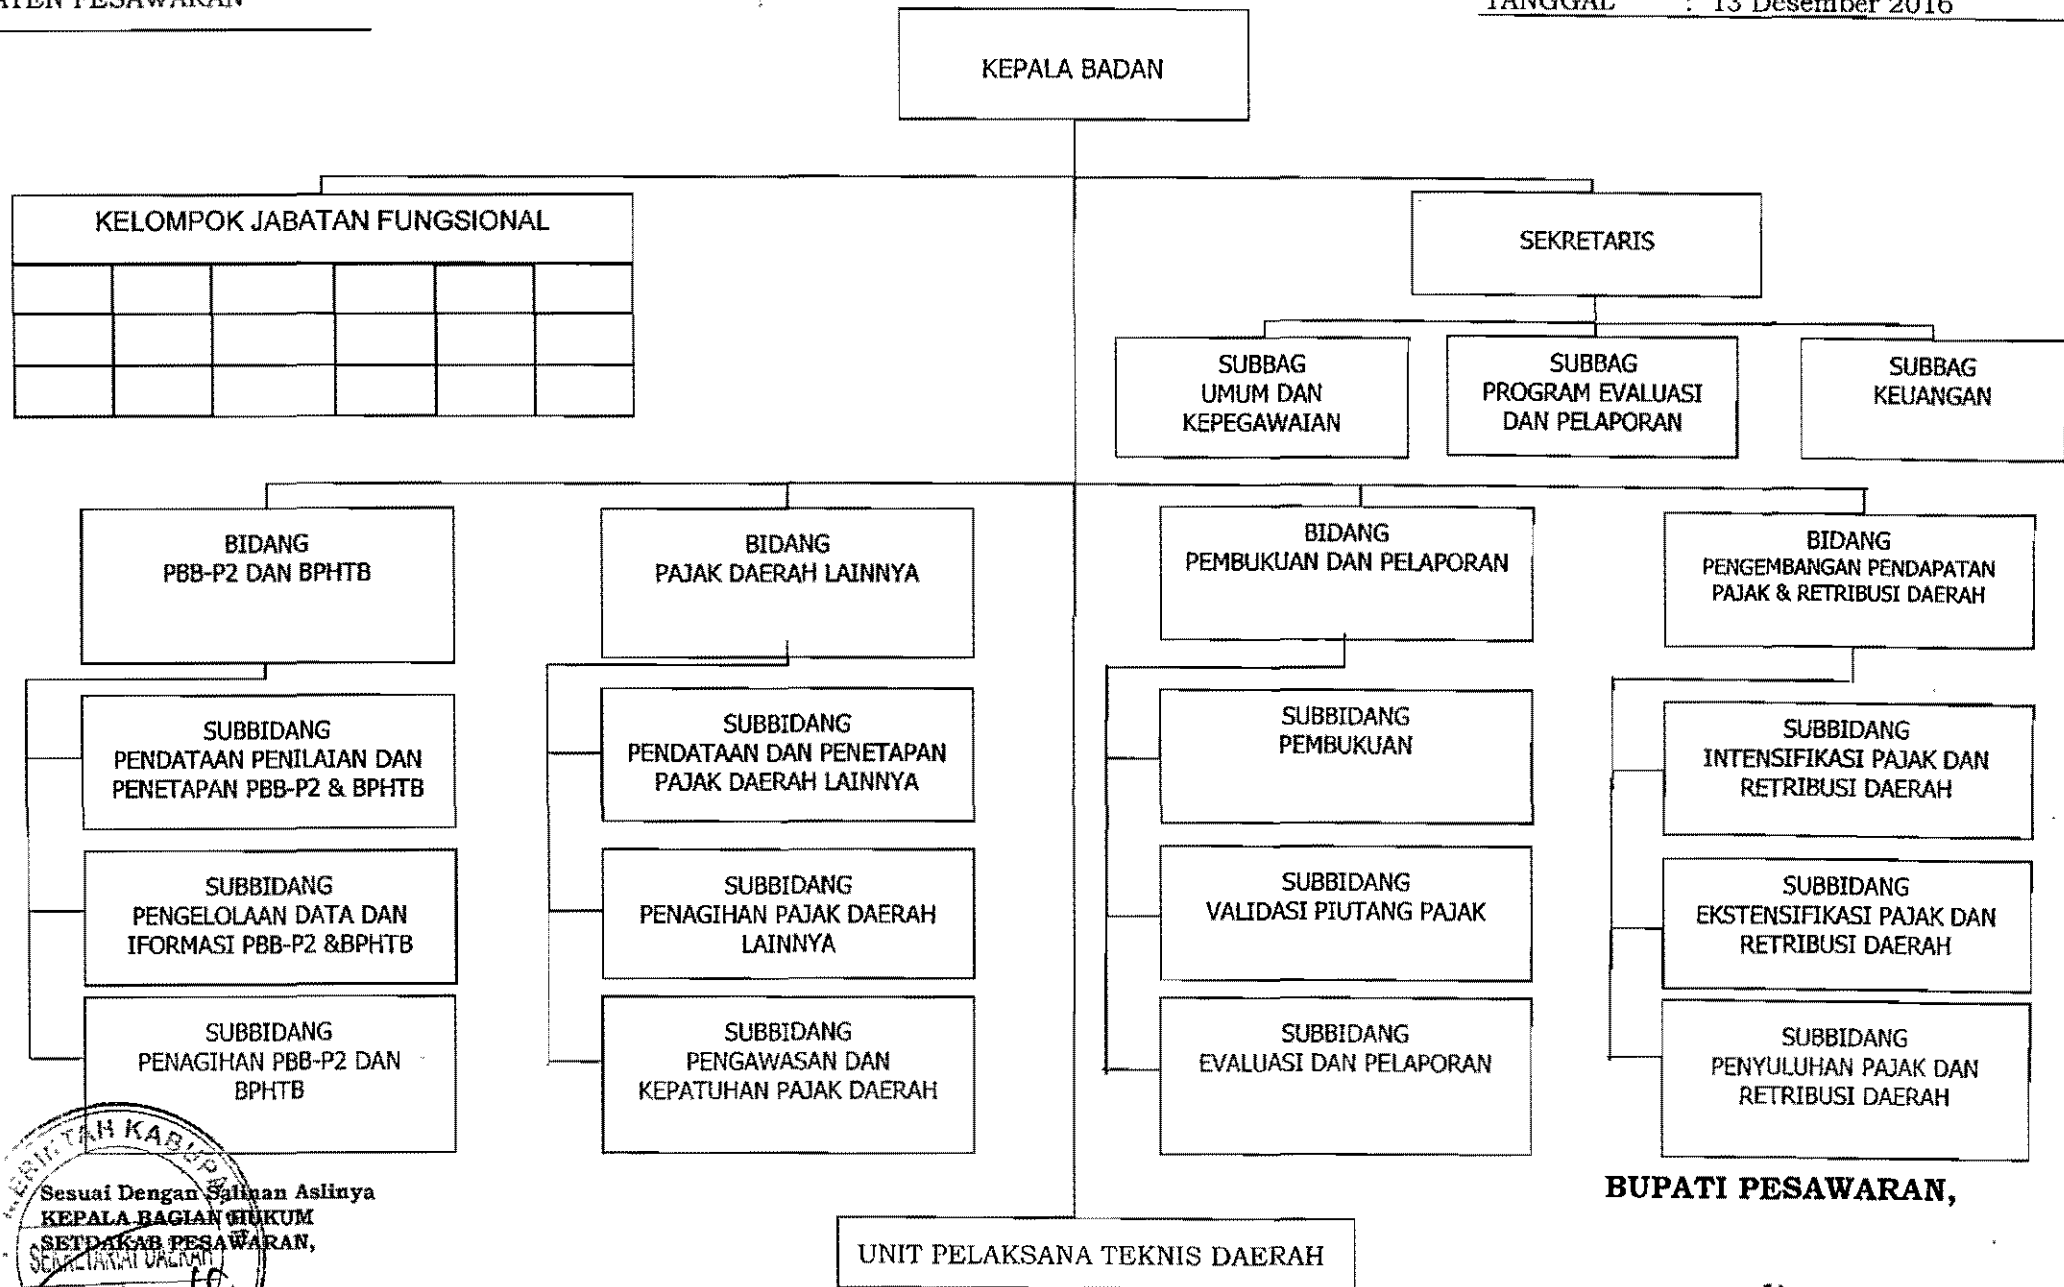 PESAWARAN
TANGGAL : 13 Desember 2016
KEPALA BADAN
KELOMPOK JABATAN FUNGSIONAL
SEKRETARIS
SUBBAG
UMUM DAN
KEPEGAWAIAN
SUBBAG
PROGRAM EVALUASI
DAN PELAPORAN
SUBBAG
KEUANGAN
BIDANG
PBB-P2 DAN BPHTB
BIDANG
PAJAK DAERAH LAINNYA
BIDANG
PEMBUKUAN DAN PELAPORAN
BIDANG
PENGEMBANGAN PENDAPATAN
PAJAK & RETRIBUSI DAERAH
SUBBIDANG
PENDATAAN PENILAIAN DAN
PENETAPAN PBB-P2 & BPHTB
SUBBIDANG
PENDATAAN DAN PENETAPAN
PAJAK DAERAH LAINNYA
SUBBIDANG
PEMBUKUAN
SUBBIDANG
INTENSIFIKASI PAJAK DAN
RETRIBUSI DAERAH
SUBBIDANG
PENGELOLAAN DATA DAN
IFORMASI PBB-P2 &BPHTB
SUBBIDANG
PENAGIHAN PAJAK DAERAH
LAINNYA
SUBBIDANG
VALIDASI PIUTANG PAJAK
SUBBIDANG
EKSTENSIFIKASI PAJAK DAN
RETRIBUSI DAERAH
SUBBIDANG
PENAGIHAN PBB-P2 DAN
BPHTB
SUBBIDANG
PENGAWASAN DAN
KEPATUHAN PAJAK DAERAH
SUBBIDANG
EVALUASI DAN PELAPORAN
SUBBIDANG
PENYULUHAN PAJAK DAN
RETRIBUSI DAERAH
Sesuai Dengan Salinan Aslinya
KEPALA BAGIAN HUKUM
SETDAKAB PESAWARAN,
SEKRETARIAT DAERAH
UNIT PELAKSANA TEKNIS DAERAH
BUPATI PESAWARAN,